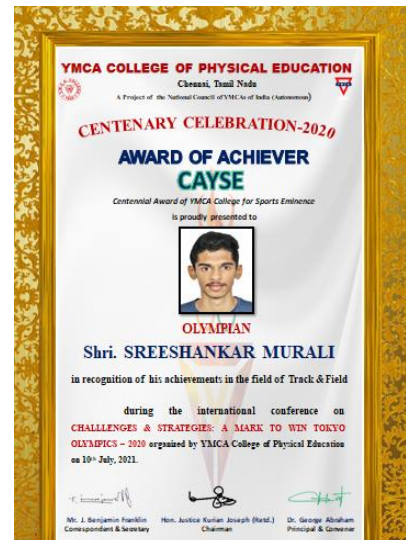 YMCA COLLEGE OF PHYSICAL EDUCATION
Chennai, Tamil Nadu
A Project of the National Council of YMCAs of India (Autonomous)
CENTENARY CELEBRATION-2020
AWARD OF ACHIEVER
CAYSE
Centennial Award of YMCA College for Sports Eminence
is proudly presented to
OLYMPIAN
Shri. SREESHANKAR MURALI
in recognition of his achievements in the field of Track & Field
during the international conference on
CHALLLENGES & STRATEGIES: A MARK TO WIN TOKYO
OLYMPICS – 2020 organized by YMCA College of Physical Education
on 10th July, 2021.
Mr. J. Benjamin Franklin Hon. Justice Kurian Joseph (Retd.) Dr. George Abraham
Correspondent & Secretary Chairman Principal & Convener